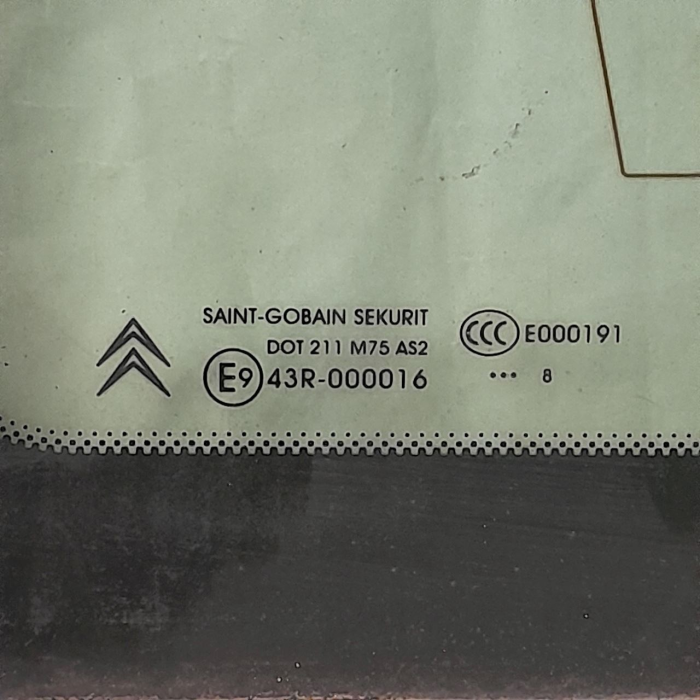 SAINT-GOBAIN SEKURIT
DOT 211 M75 AS2
E9 43R-000016
CCC E000191
••• 8